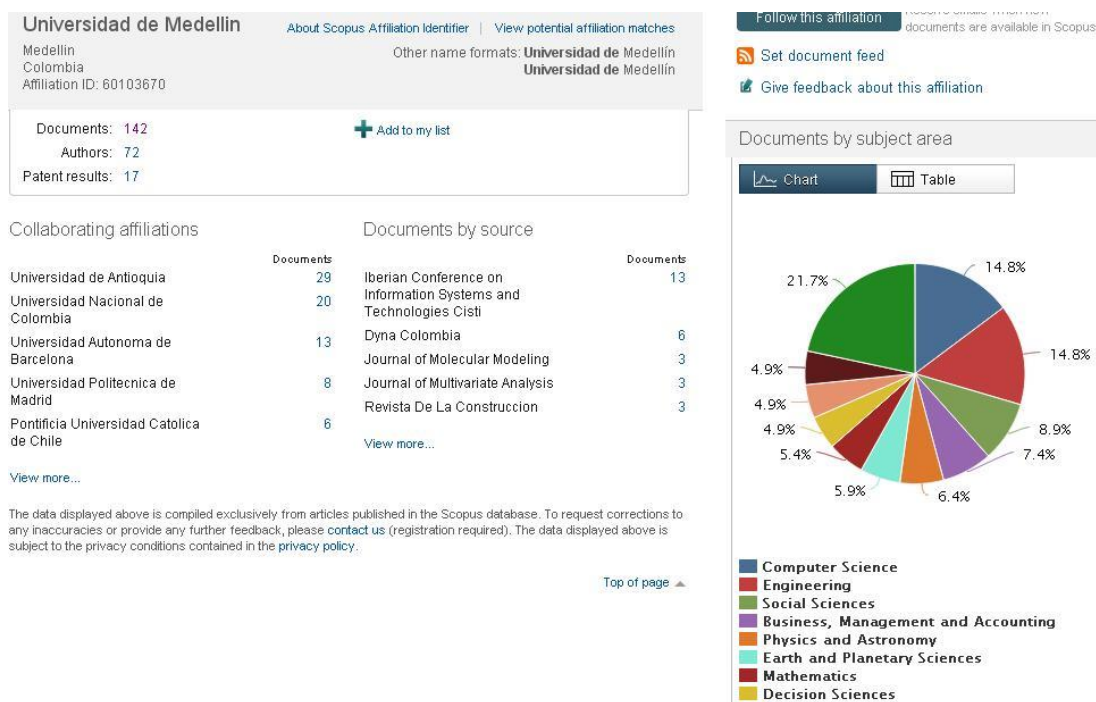 Universidad de Medellin
About Scopus Affiliation Identifier | View potential affiliation matches
Medellin
Colombia
Affiliation ID: 60103670
Other name formats: Universidad de Medellín
Universidad de Medellín
Documents: 142
Authors: 72
Patent results: 17
Add to my list
Collaborating affiliations
Documents
Universidad de Antioquia 29
Universidad Nacional de 20
Colombia
Universidad Autonoma de 13
Barcelona
Universidad Politecnica de 8
Madrid
Pontificia Universidad Catolica 6
de Chile
View more...
Documents by source
Documents
Iberian Conference on 13
Information Systems and
Technologies Cisti
Dyna Colombia 6
Journal of Molecular Modeling 3
Journal of Multivariate Analysis 3
Revista De La Construccion 3
View more...
The data displayed above is compiled exclusively from articles published in the Scopus database. To request corrections to
any inaccuracies or provide any further feedback, please contact us (registration required). The data displayed above is
subject to the privacy conditions contained in the privacy policy.
Top of page
Follow this affiliation
documents are available in Scopus
Set document feed
Give feedback about this affiliation
Documents by subject area
Chart
Table
21.7%
14.8%
14.8%
4.9%
4.9%
4.9%
5.4%
5.9%
6.4%
7.4%
8.9%
Computer Science
Engineering
Social Sciences
Business, Management and Accounting
Physics and Astronomy
Earth and Planetary Sciences
Mathematics
Decision Sciences